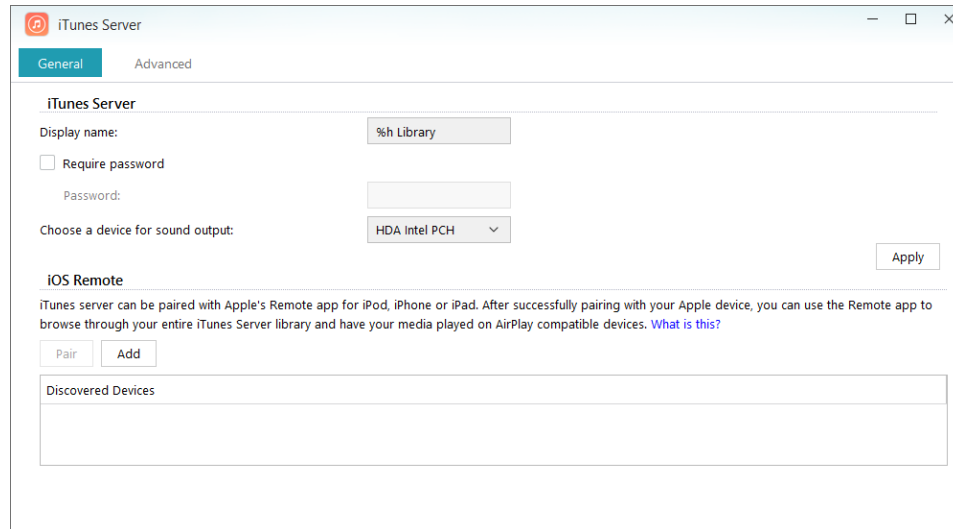 iTunes Server
General
Advanced
iTunes Server
Display name:
%h Library
Require password
Password:
Choose a device for sound output:
HDA Intel PCH
Apply
iOS Remote
iTunes server can be paired with Apple's Remote app for iPod, iPhone or iPad. After successfully pairing with your Apple device, you can use the Remote app to
browse through your entire iTunes Server library and have your media played on AirPlay compatible devices. What is this?
Pair
Add
Discovered Devices